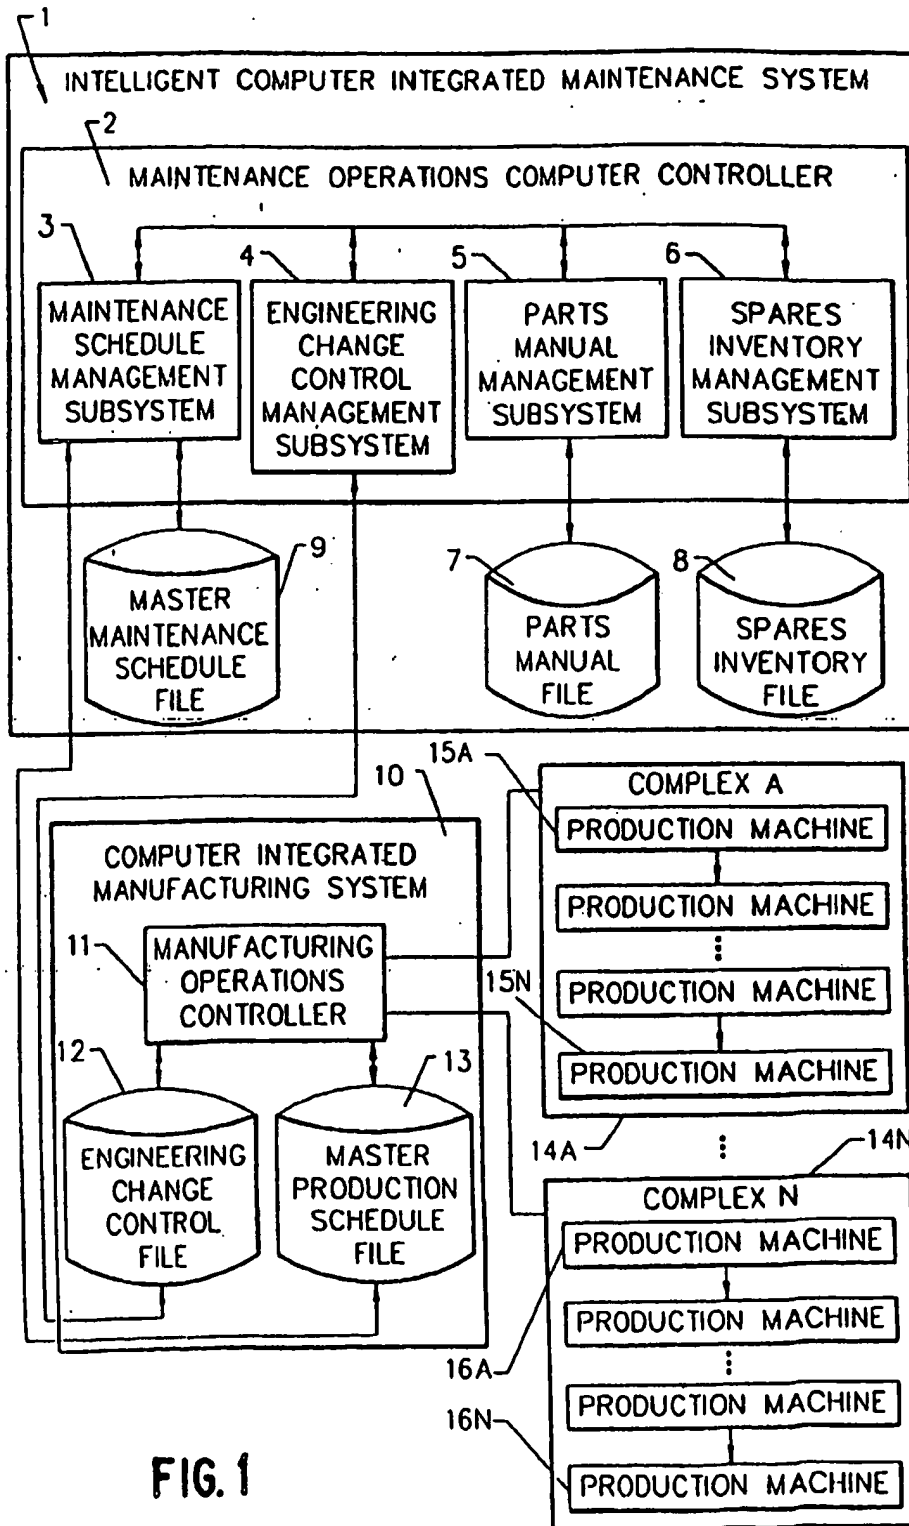 1
INTELLIGENT COMPUTER INTEGRATED MAINTENANCE SYSTEM
2
MAINTENANCE OPERATIONS COMPUTER CONTROLLER
3
MAINTENANCE
SCHEDULE
MANAGEMENT
SUBSYSTEM
4
ENGINEERING
CHANGE
CONTROL
MANAGEMENT
SUBSYSTEM
5
PARTS
MANUAL
MANAGEMENT
SUBSYSTEM
6
SPARES
INVENTORY
MANAGEMENT
SUBSYSTEM
9
MASTER
MAINTENANCE
SCHEDULE
FILE
7
PARTS
MANUAL
FILE
8
SPARES
INVENTORY
FILE
10
COMPUTER INTEGRATED
MANUFACTURING SYSTEM
11
MANUFACTURING
OPERATIONS
CONTROLLER
12
ENGINEERING
CHANGE
CONTROL
FILE
13
MASTER
PRODUCTION
SCHEDULE
FILE
15A
COMPLEX A
PRODUCTION MACHINE
PRODUCTION MACHINE
15N
PRODUCTION MACHINE
PRODUCTION MACHINE
14A
14N
COMPLEX N
PRODUCTION MACHINE
PRODUCTION MACHINE
16A
PRODUCTION MACHINE
16N
PRODUCTION MACHINE
FIG. 1